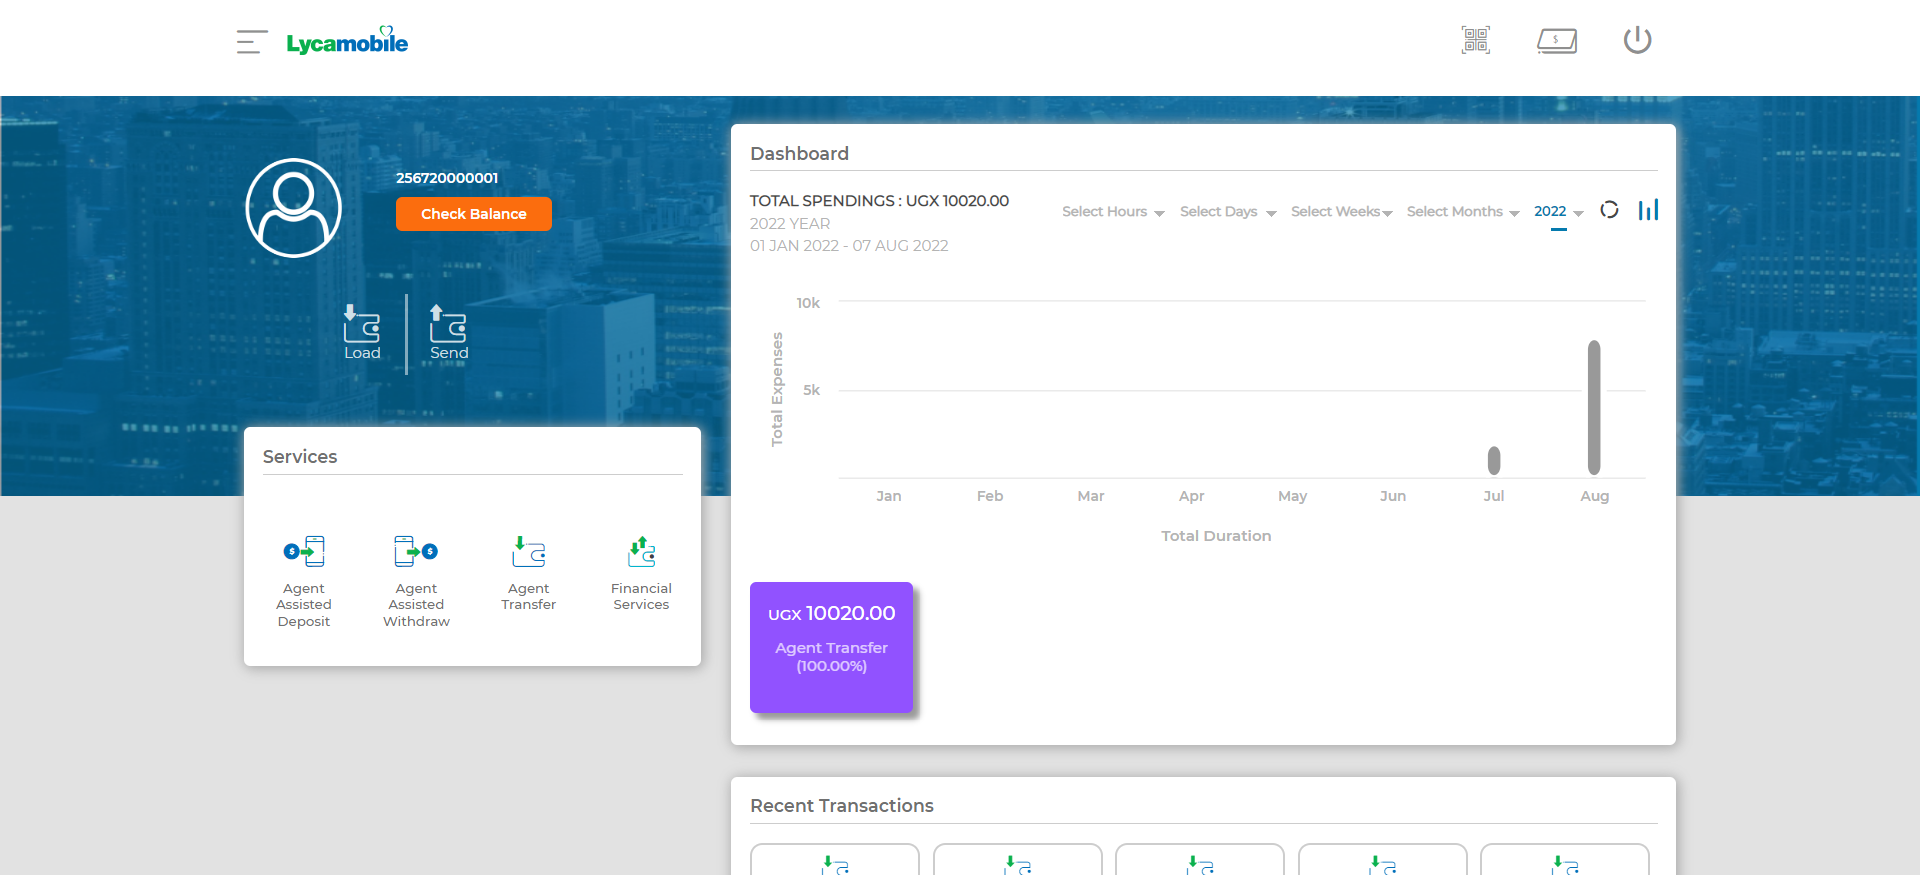 Lycamobile
$
256720000001
Check Balance
Load
Send
Services
$
Agent
Assisted
Deposit
$
Agent
Assisted
Withdraw
Agent
Transfer
Financial
Services
Dashboard
TOTAL SPENDINGS : UGX 10020.00
2022 YEAR
01 JAN 2022 - 07 AUG 2022
Select Hours
Select Days
Select Weeks
Select Months
2022
Total Expenses
10k
5k
Jan
Feb
Mar
Apr
May
Jun
Jul
Aug
Total Duration
UGX 10020.00
Agent Transfer
(100.00%)
Recent Transactions